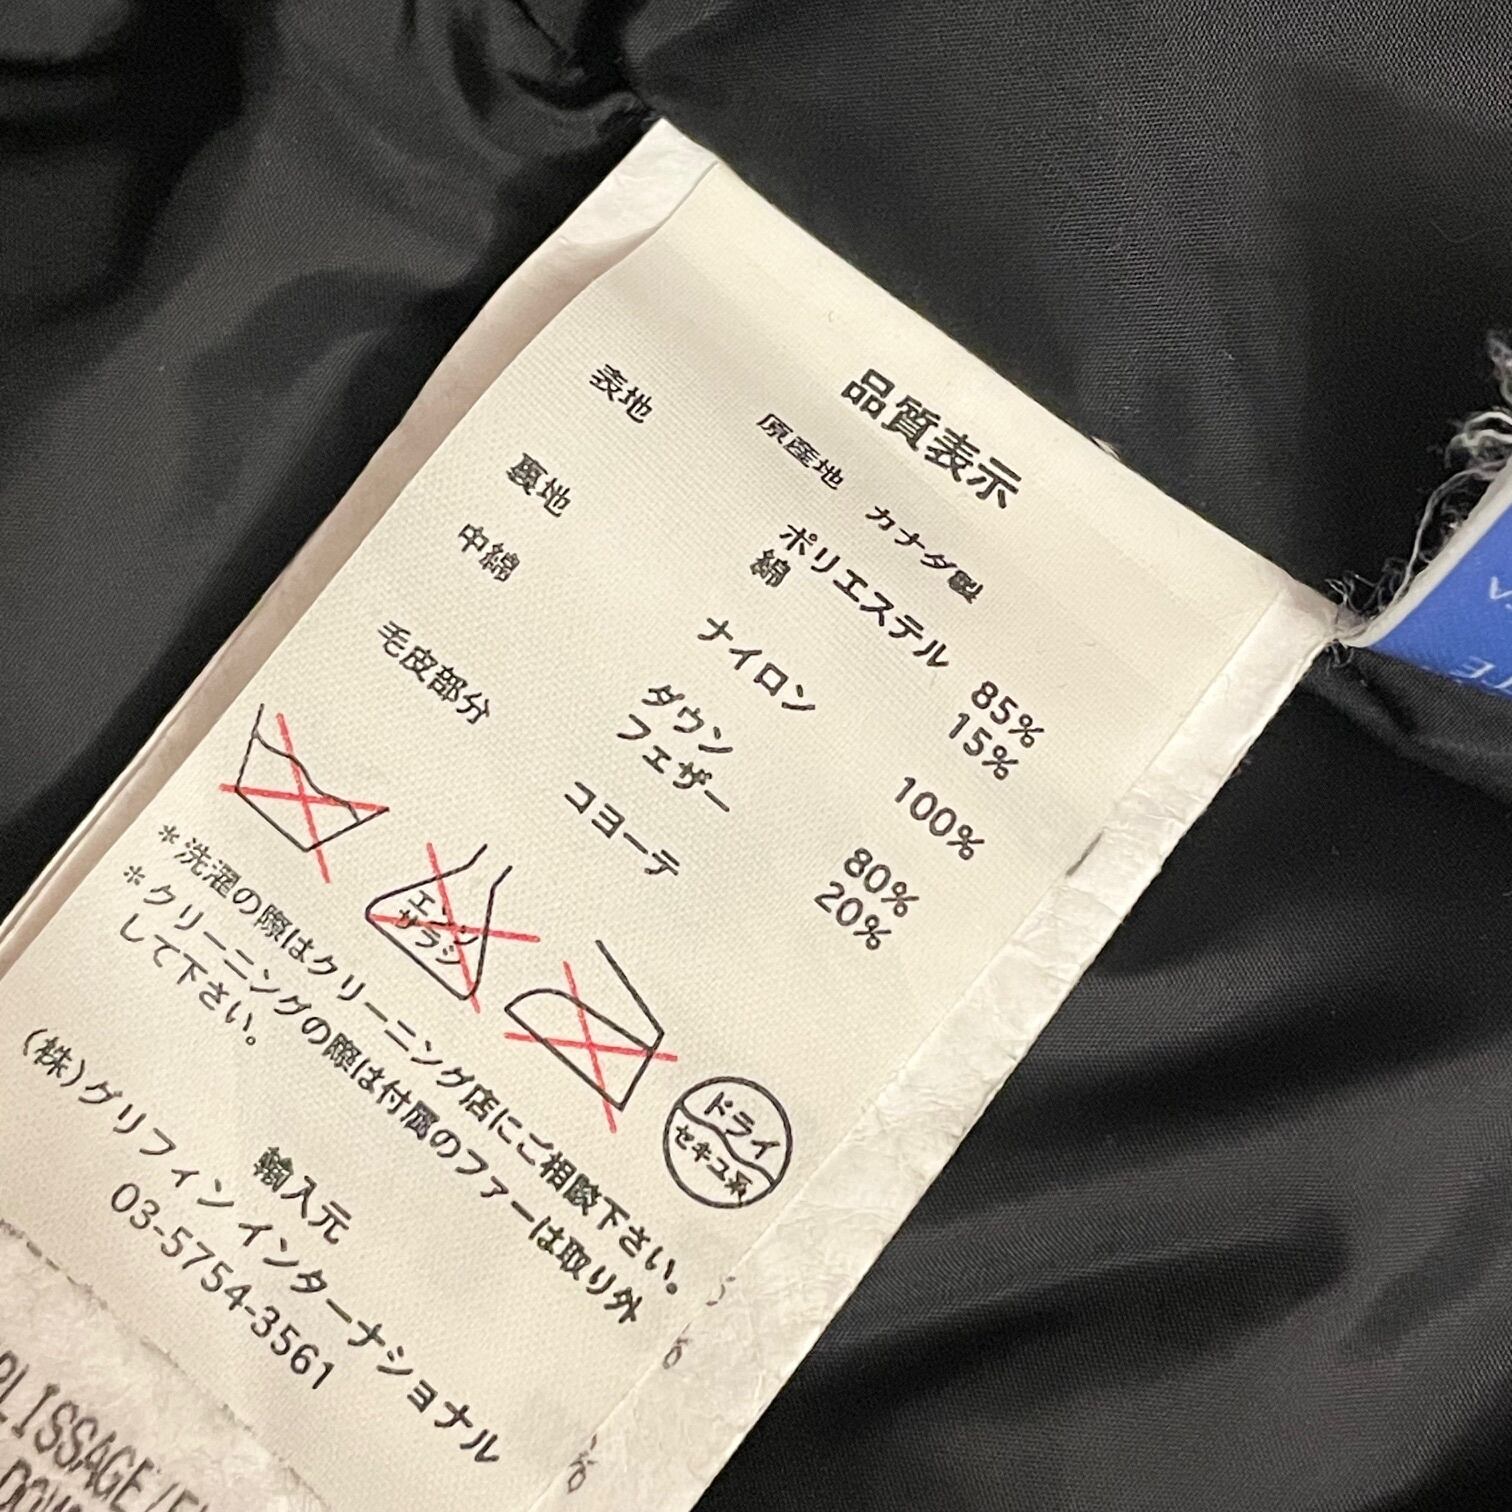 品質表示
原産地 カナダ製
表地 ポリエステル 85%
綿 15%
裏地 ナイロン 100%
中綿 ダウン 80%
フェザー 20%
毛皮部分 コヨーテ
エンソ
サラシ
ドライ
セキユ系
*洗濯の際はクリーニング店にご相談下さい。
*クリーニングの際は付属のファーは取り外
して下さい。
輸入元
(株)グリフィンインターナショナル
03-5754-3561